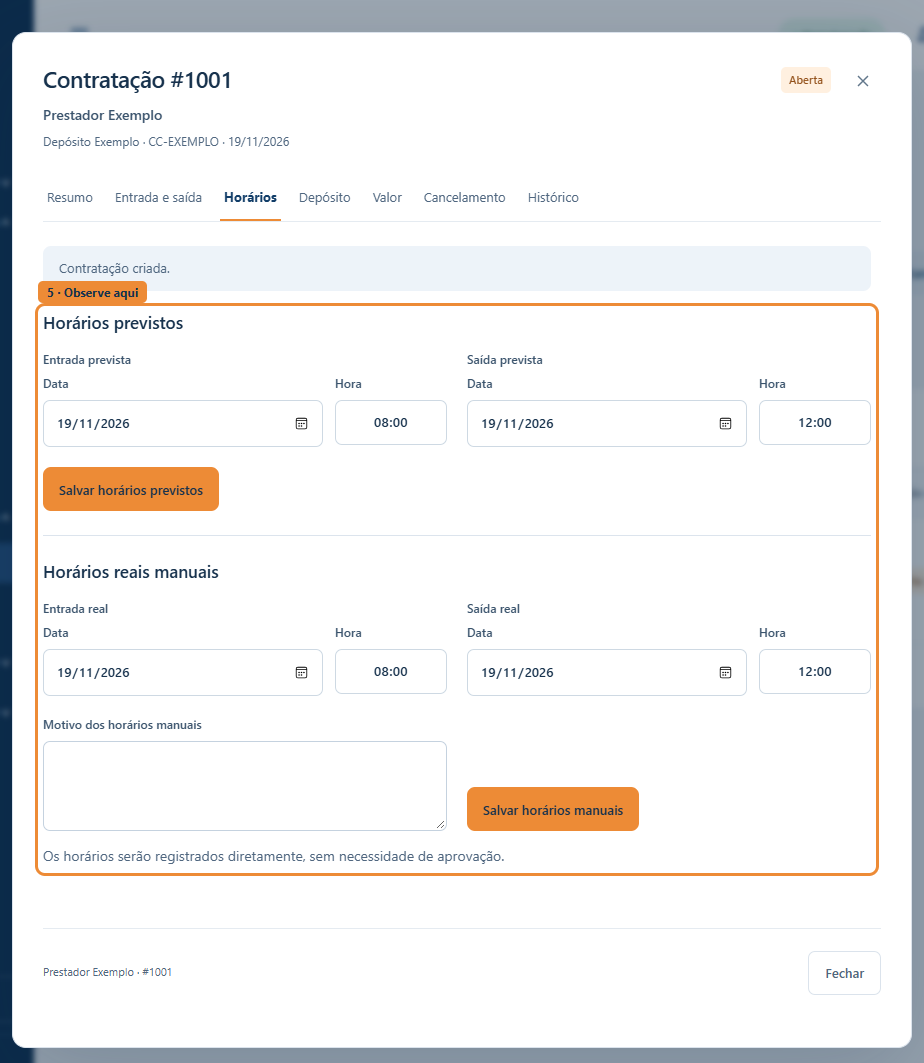 Contratação #1001
Aberta
Prestador Exemplo
Depósito Exemplo · CC-EXEMPLO · 19/11/2026
Resumo Entrada e saída Horários Depósito Valor Cancelamento Histórico
Contratação criada.
5 · Observe aqui
Horários previstos
Entrada prevista Saída prevista
Data Hora Data Hora
19/11/2026 08:00 19/11/2026 12:00
Salvar horários previstos
Horários reais manuais
Entrada real Saída real
Data Hora Data Hora
19/11/2026 08:00 19/11/2026 12:00
Motivo dos horários manuais
Salvar horários manuais
Os horários serão registrados diretamente, sem necessidade de aprovação.
Prestador Exemplo · #1001
Fechar